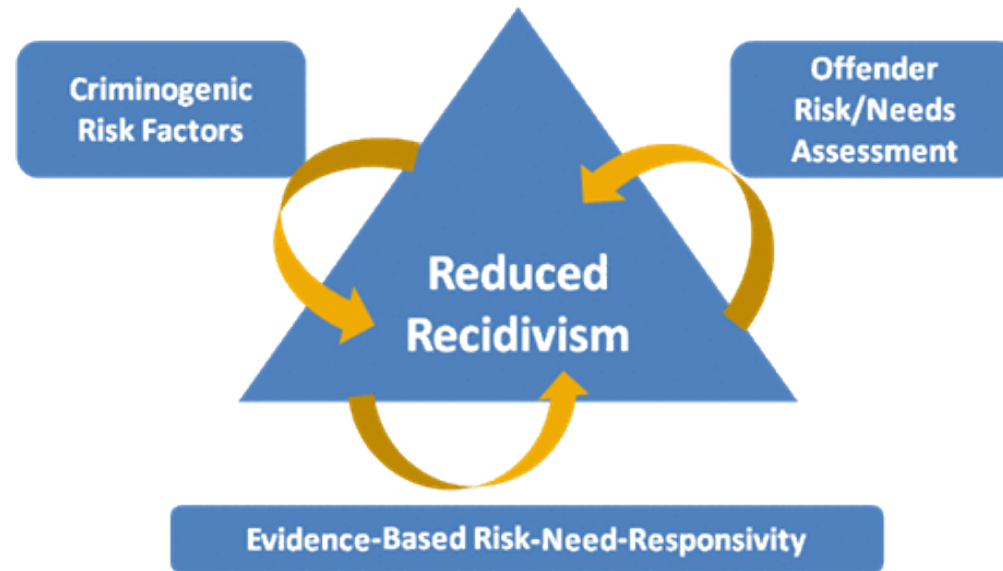 Criminogenic
Risk Factors
Offender
Risk/Needs
Assessment
Reduced
Recidivism
Evidence-Based Risk-Need-Responsivity